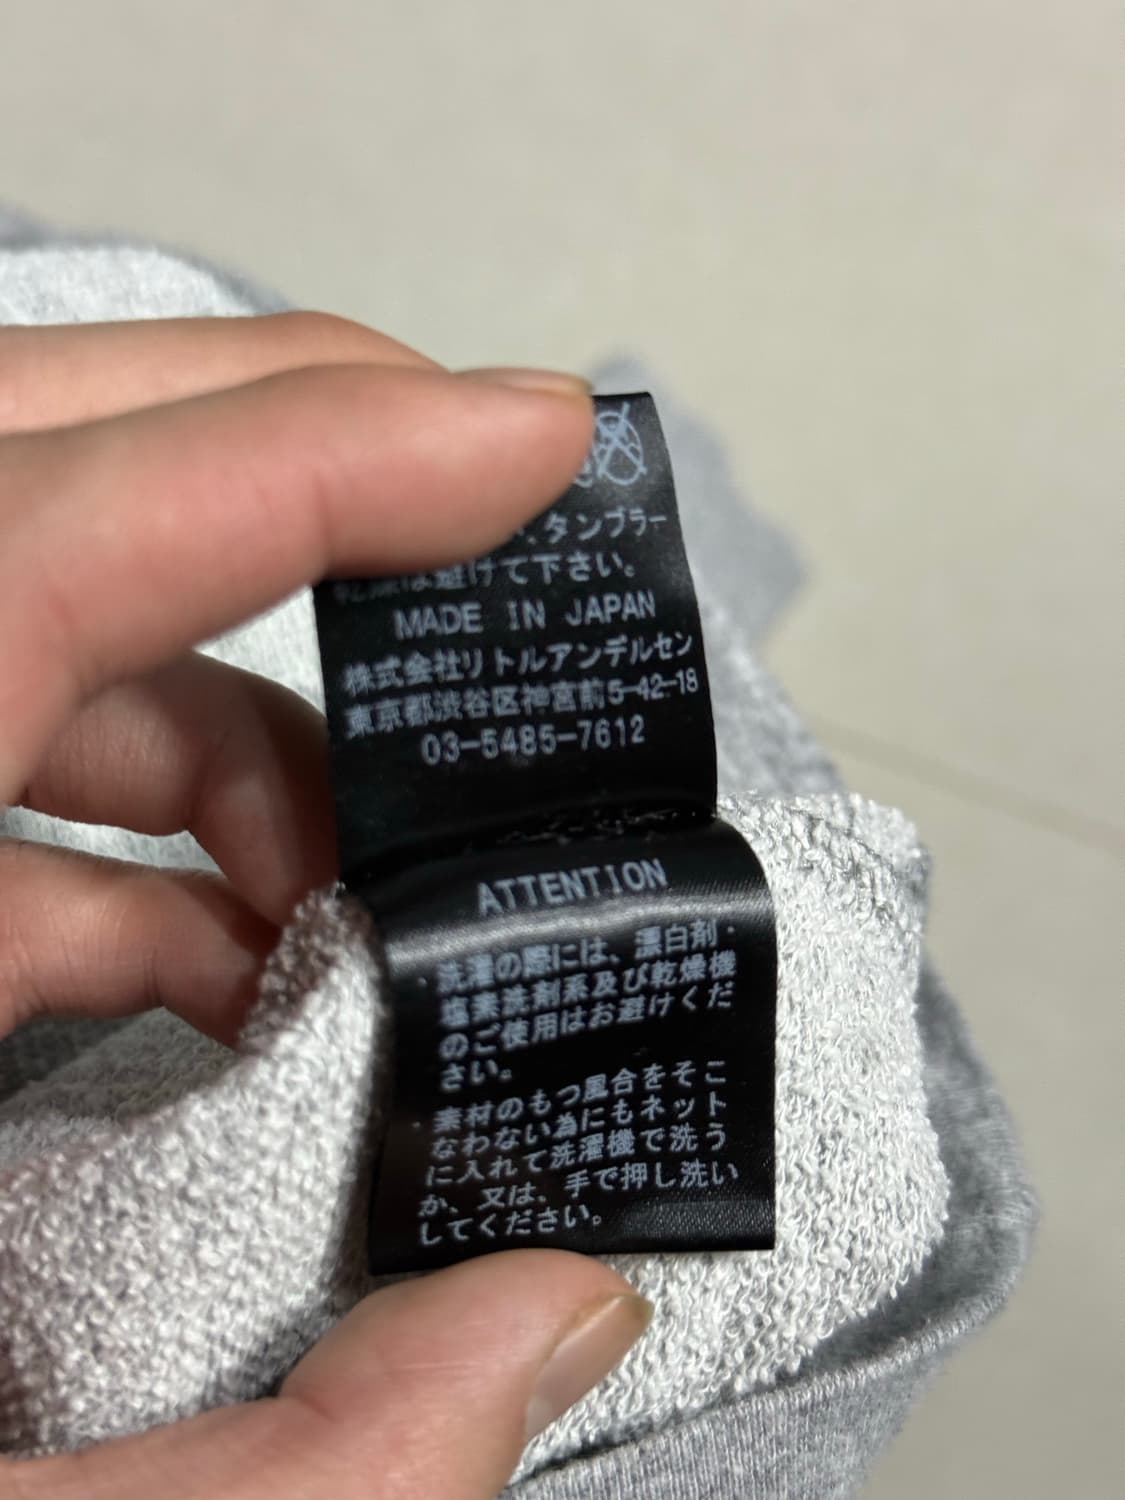 、タンブラー
乾燥は避けて下さい。
MADE IN JAPAN
株式会社リトルアンデルセン
東京都渋谷区神宮前5-42-18
03-5485-7612
ATTENTION
・洗濯の際には、漂白剤・
塩素洗剤系及び乾燥機
のご使用はお避けくだ
さい。
・素材のもつ風合をそこ
なわない為にもネット
に入れて洗濯機で洗う
か、又は、手で押し洗い
してください。